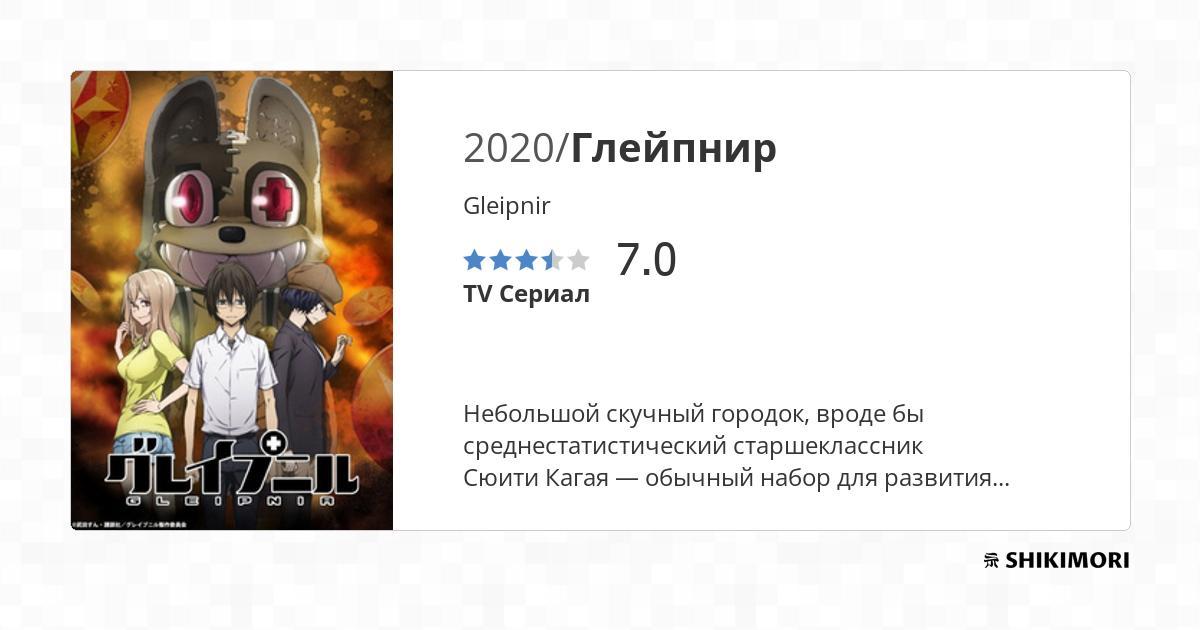 グレイプニル
GLEIPNIR
©武田すん・講談社／グレイプニル製作委員会
2020/Глейпнир
Gleipnir
7.0
TV Сериал
Небольшой скучный городок, вроде бы
среднестатистический старшеклассник
Сюити Кагая — обычный набор для развития...
SHIKIMORI